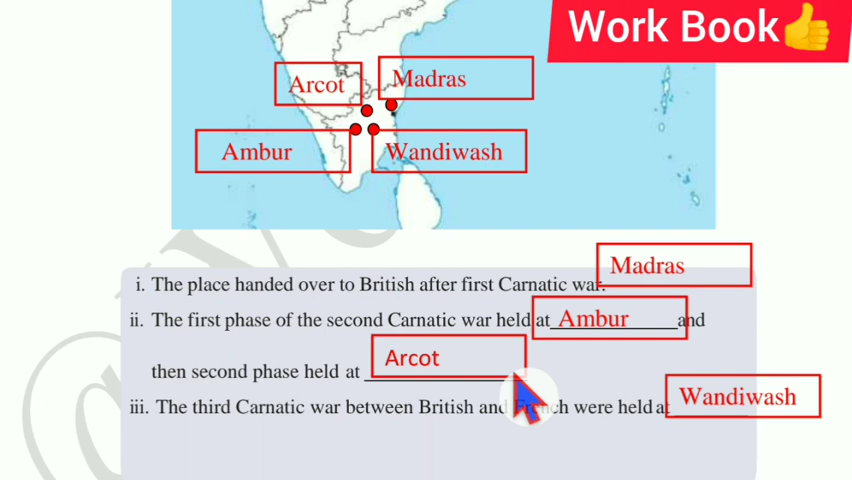 Work Book👍
Arcot
Madras
Ambur
Wandiwash
i. The place handed over to British after first Carnatic war. Madras
ii. The first phase of the second Carnatic war held at Ambur and
then second phase held at Arcot
iii. The third Carnatic war between British and French were held at Wandiwash